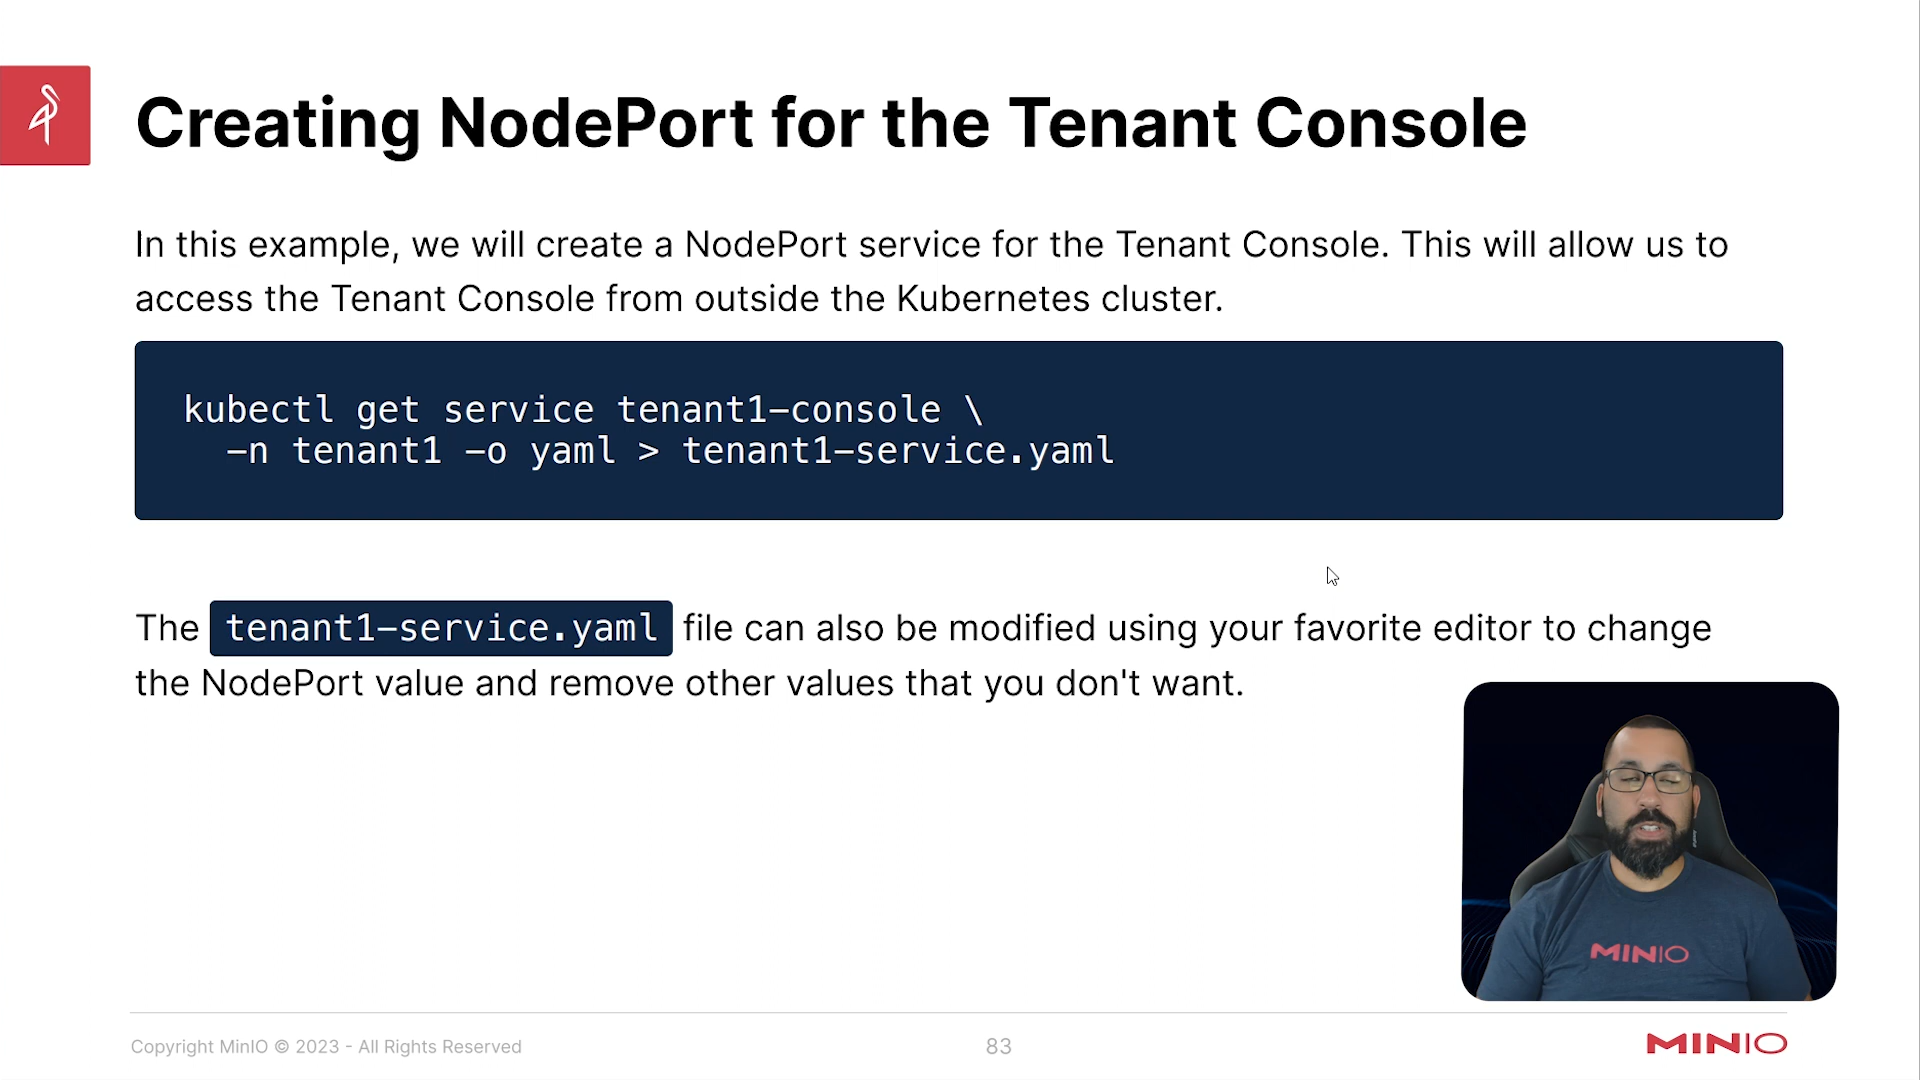 Creating NodePort for the Tenant Console
In this example, we will create a NodePort service for the Tenant Console. This will allow us to
access the Tenant Console from outside the Kubernetes cluster.
kubectl get service tenant1-console \
  -n tenant1 -o yaml > tenant1-service.yaml
The tenant1-service.yaml file can also be modified using your favorite editor to change
the NodePort value and remove other values that you don't want.
MINIO
Copyright MinIO © 2023 - All Rights Reserved
83
MINIO